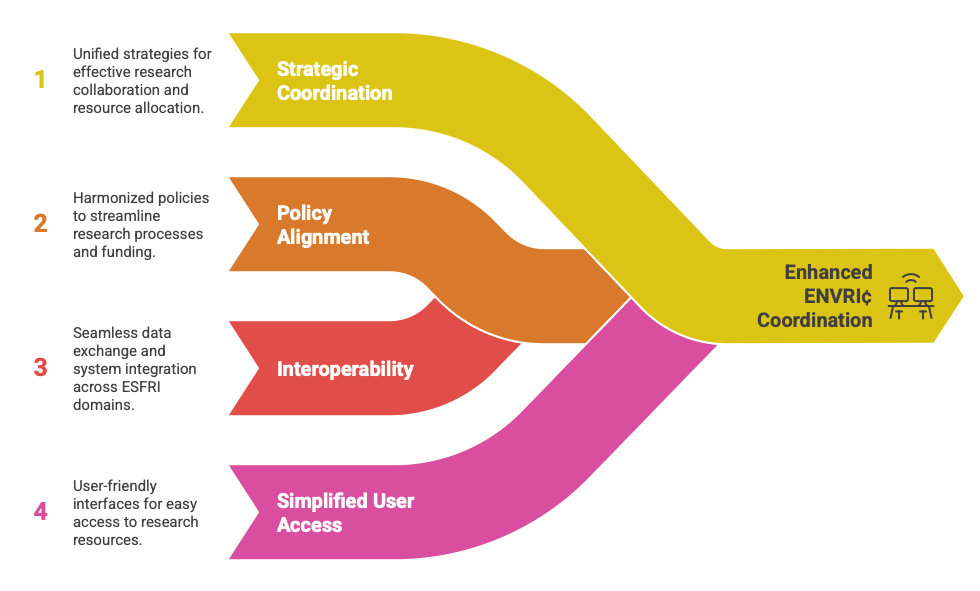 1
Unified strategies for
effective research
collaboration and
resource allocation.
Strategic
Coordination
2
Harmonized policies
to streamline
research processes
and funding.
Policy
Alignment
3
Seamless data
exchange and
system integration
across ESFRI
domains.
Interoperability
4
User-friendly
interfaces for easy
access to research
resources.
Simplified User
Access
Enhanced
ENVRI¢
Coordination